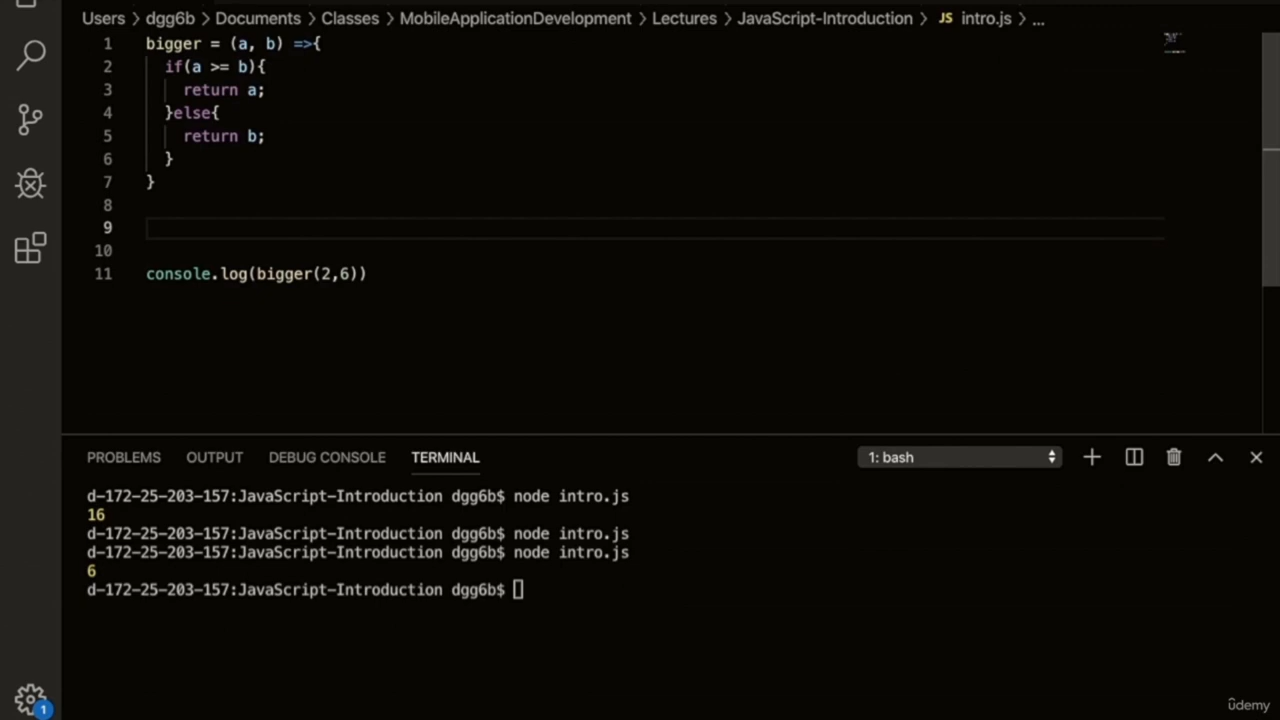 Users > dgg6b > Documents > Classes > MobileApplicationDevelopment > Lectures > JavaScript-Introduction > JS intro.js > ...
1 bigger = (a, b) =>{
2 if(a >= b){
3 return a;
4 }else{
5 return b;
6 }
7 }
8
9
10
11 console.log(bigger(2,6))
PROBLEMS OUTPUT DEBUG CONSOLE TERMINAL 1: bash
d-172-25-203-157:JavaScript-Introduction dgg6b$ node intro.js
16
d-172-25-203-157:JavaScript-Introduction dgg6b$ node intro.js
d-172-25-203-157:JavaScript-Introduction dgg6b$ node intro.js
6
d-172-25-203-157:JavaScript-Introduction dgg6b$
1
ûdemy